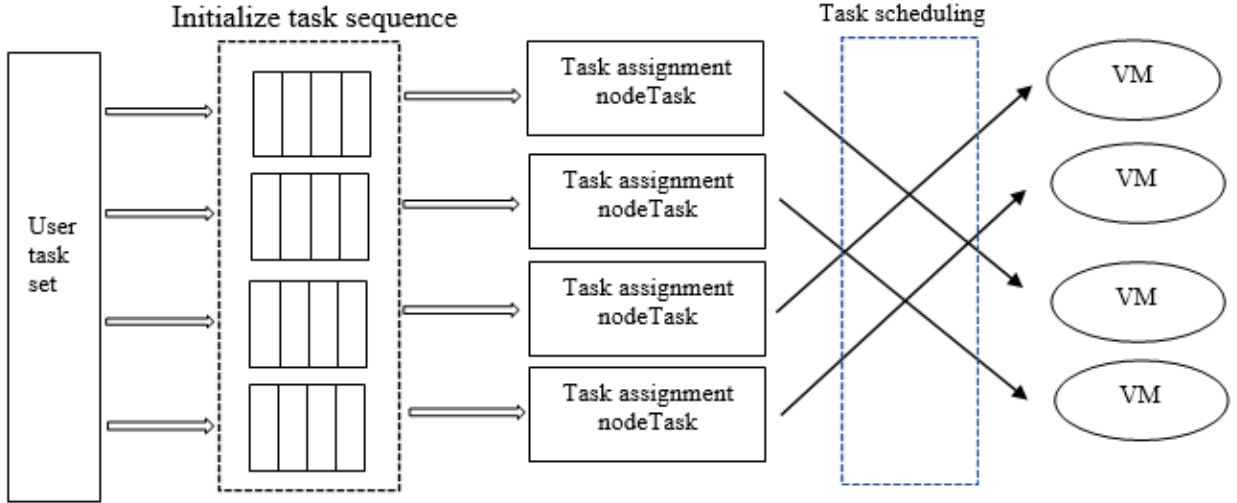 Initialize task sequence
Task scheduling
User
task
set
Task assignment
nodeTask
Task assignment
nodeTask
Task assignment
nodeTask
Task assignment
nodeTask
VM
VM
VM
VM